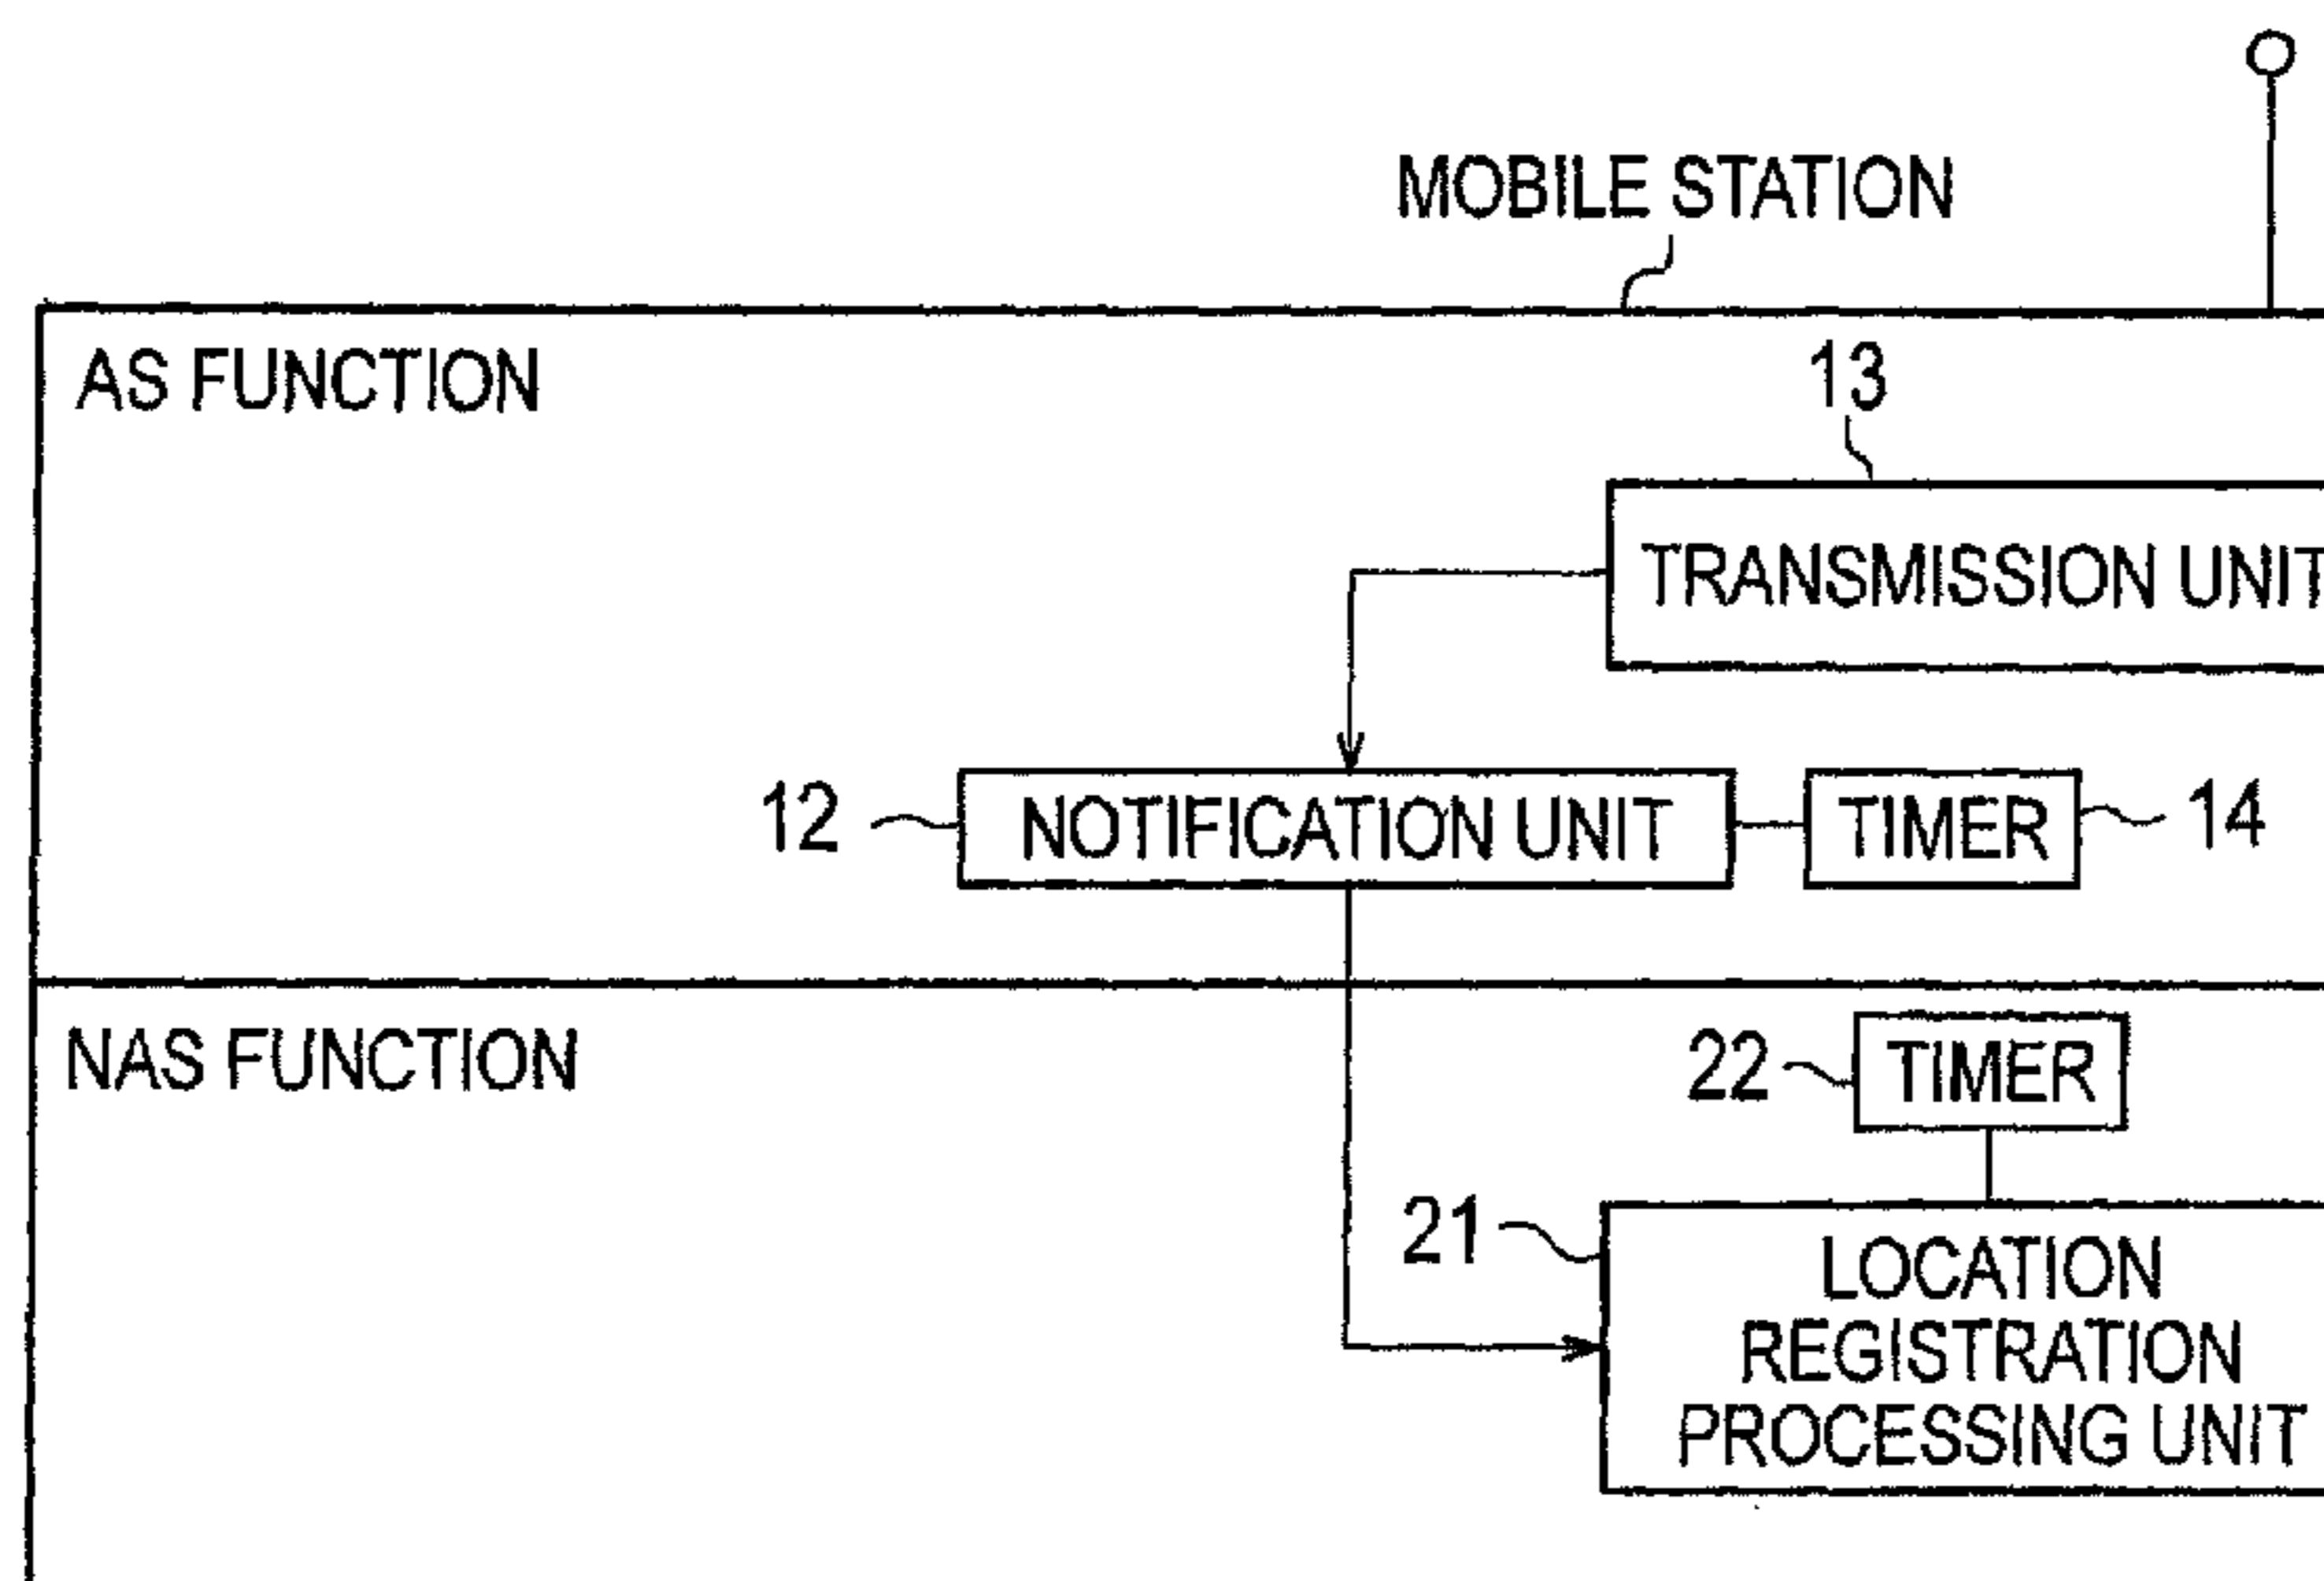 MOBILE STATION
AS FUNCTION
13
TRANSMISSION UNIT
12
NOTIFICATION UNIT
TIMER
14
NAS FUNCTION
22
TIMER
21
LOCATION
REGISTRATION
PROCESSING UNIT